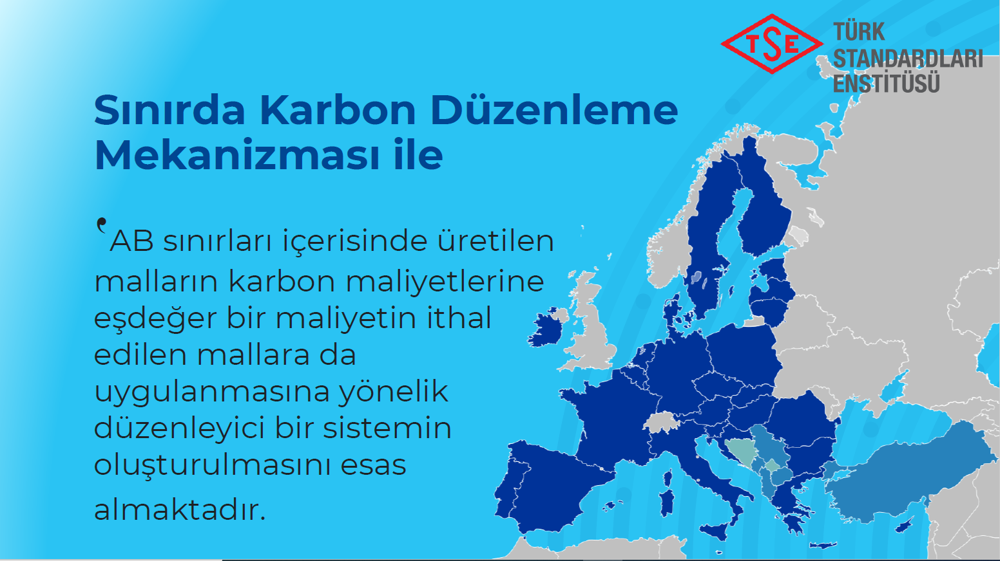 TSE
TÜRK
STANDARDLARI
ENSTİTÜSÜ
Sınırda Karbon Düzenleme
Mekanizması ile
❜AB sınırları içerisinde üretilen
malların karbon maliyetlerine
eşdeğer bir maliyetin ithal
edilen mallara da
uygulanmasına yönelik
düzenleyici bir sistemin
oluşturulmasını esas
almaktadır.